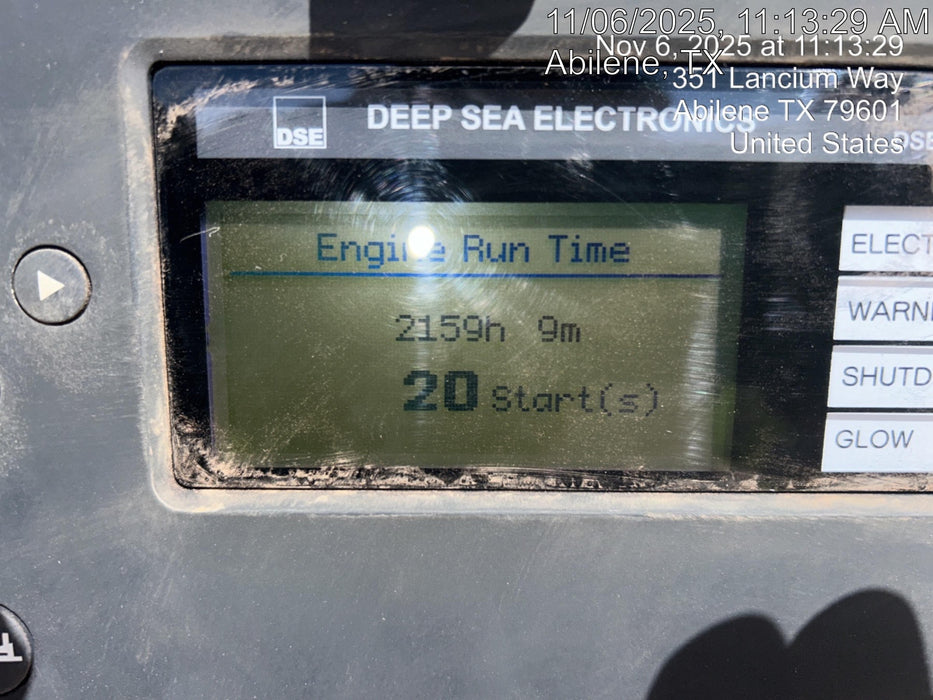 11/06/2025, 11:13:29 AM
Nov 6, 2025 at 11:13:29
Abilene, TX
351 Lancium Way
Abilene TX 79601
United States
DSE
DEEP SEA ELECTRONICS
DSE
Engine Run Time
2159h 9m
20 Start(s)
ELECT
WARN
SHUTD
GLOW